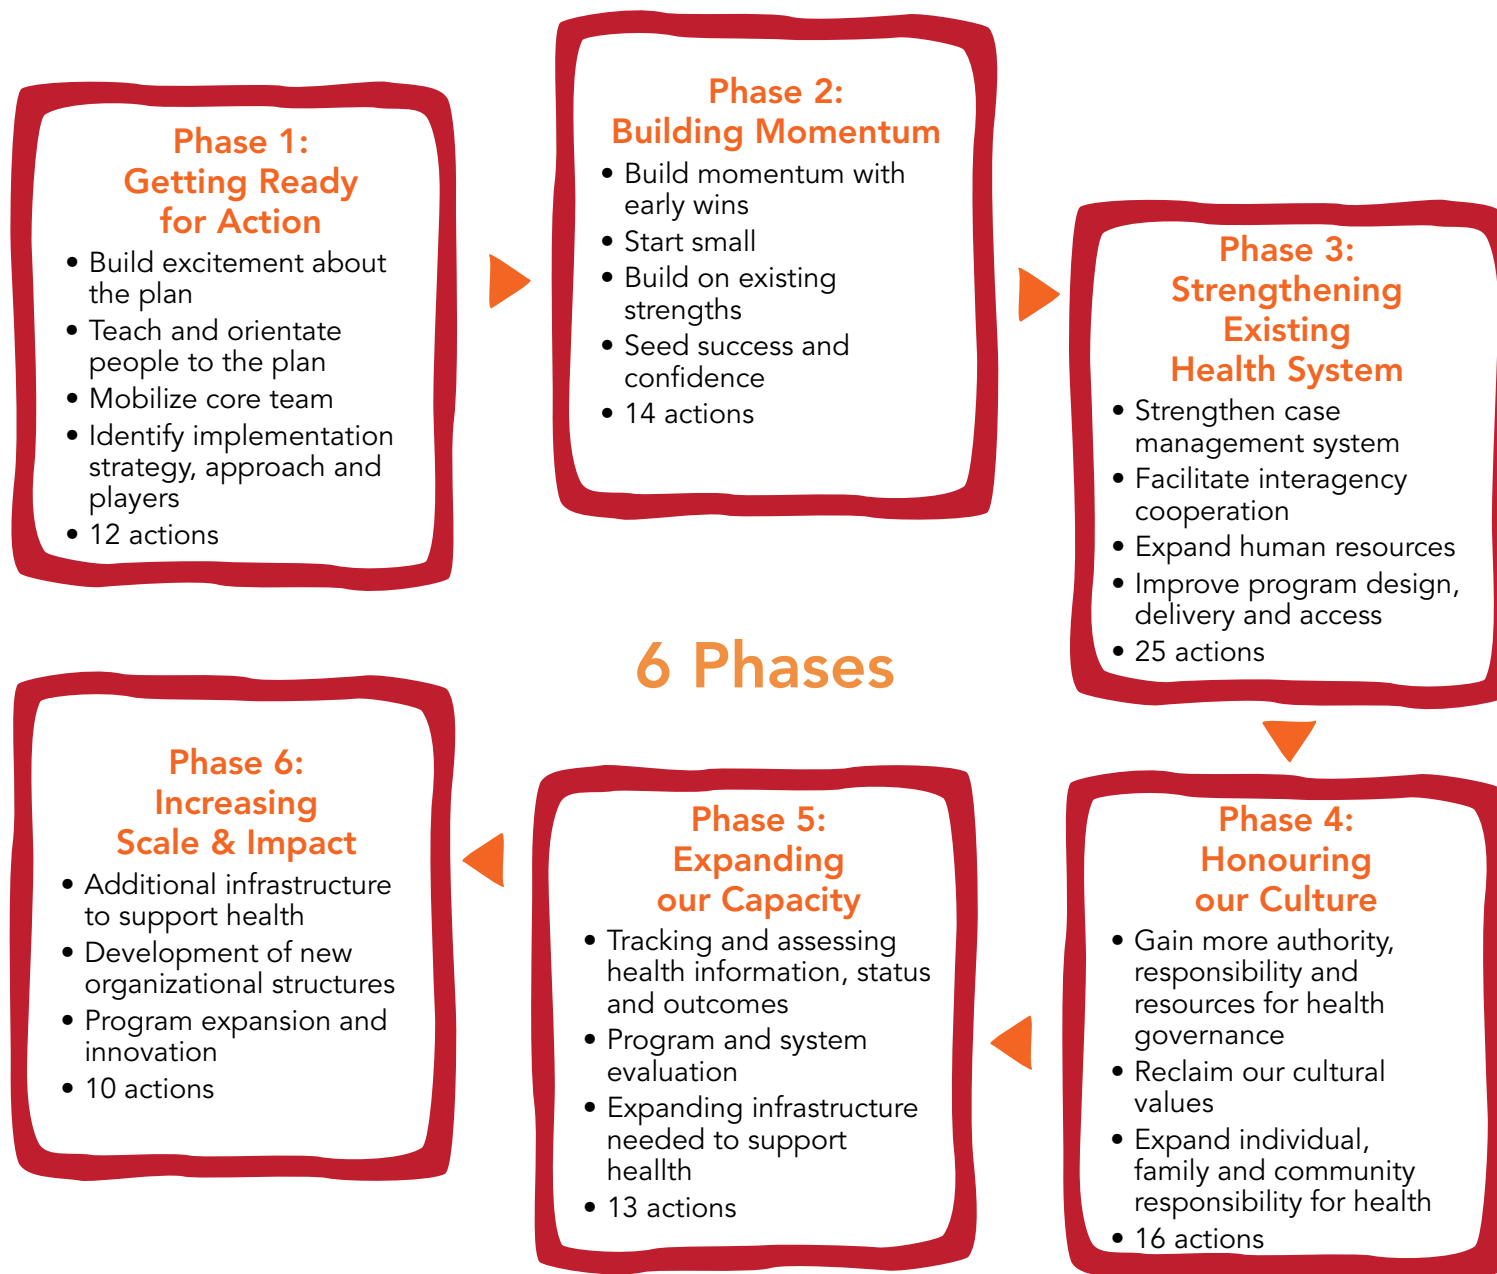 Phase 1:
Getting Ready
for Action
• Build excitement about
the plan
• Teach and orientate
people to the plan
• Mobilize core team
• Identify implementation
strategy, approach and
players
• 12 actions
Phase 2:
Building Momentum
• Build momentum with
early wins
• Start small
• Build on existing
strengths
• Seed success and
confidence
• 14 actions
Phase 3:
Strengthening
Existing
Health System
• Strengthen case
management system
• Facilitate interagency
cooperation
• Expand human resources
• Improve program design,
delivery and access
• 25 actions
6 Phases
Phase 4:
Honouring
our Culture
• Gain more authority,
responsibility and
resources for health
governance
• Reclaim our cultural
values
• Expand individual,
family and community
responsibility for health
• 16 actions
Phase 5:
Expanding
our Capacity
• Tracking and assessing
health information, status
and outcomes
• Program and system
evaluation
• Expanding infrastructure
needed to support
heallth
• 13 actions
Phase 6:
Increasing
Scale & Impact
• Additional infrastructure
to support health
• Development of new
organizational structures
• Program expansion and
innovation
• 10 actions